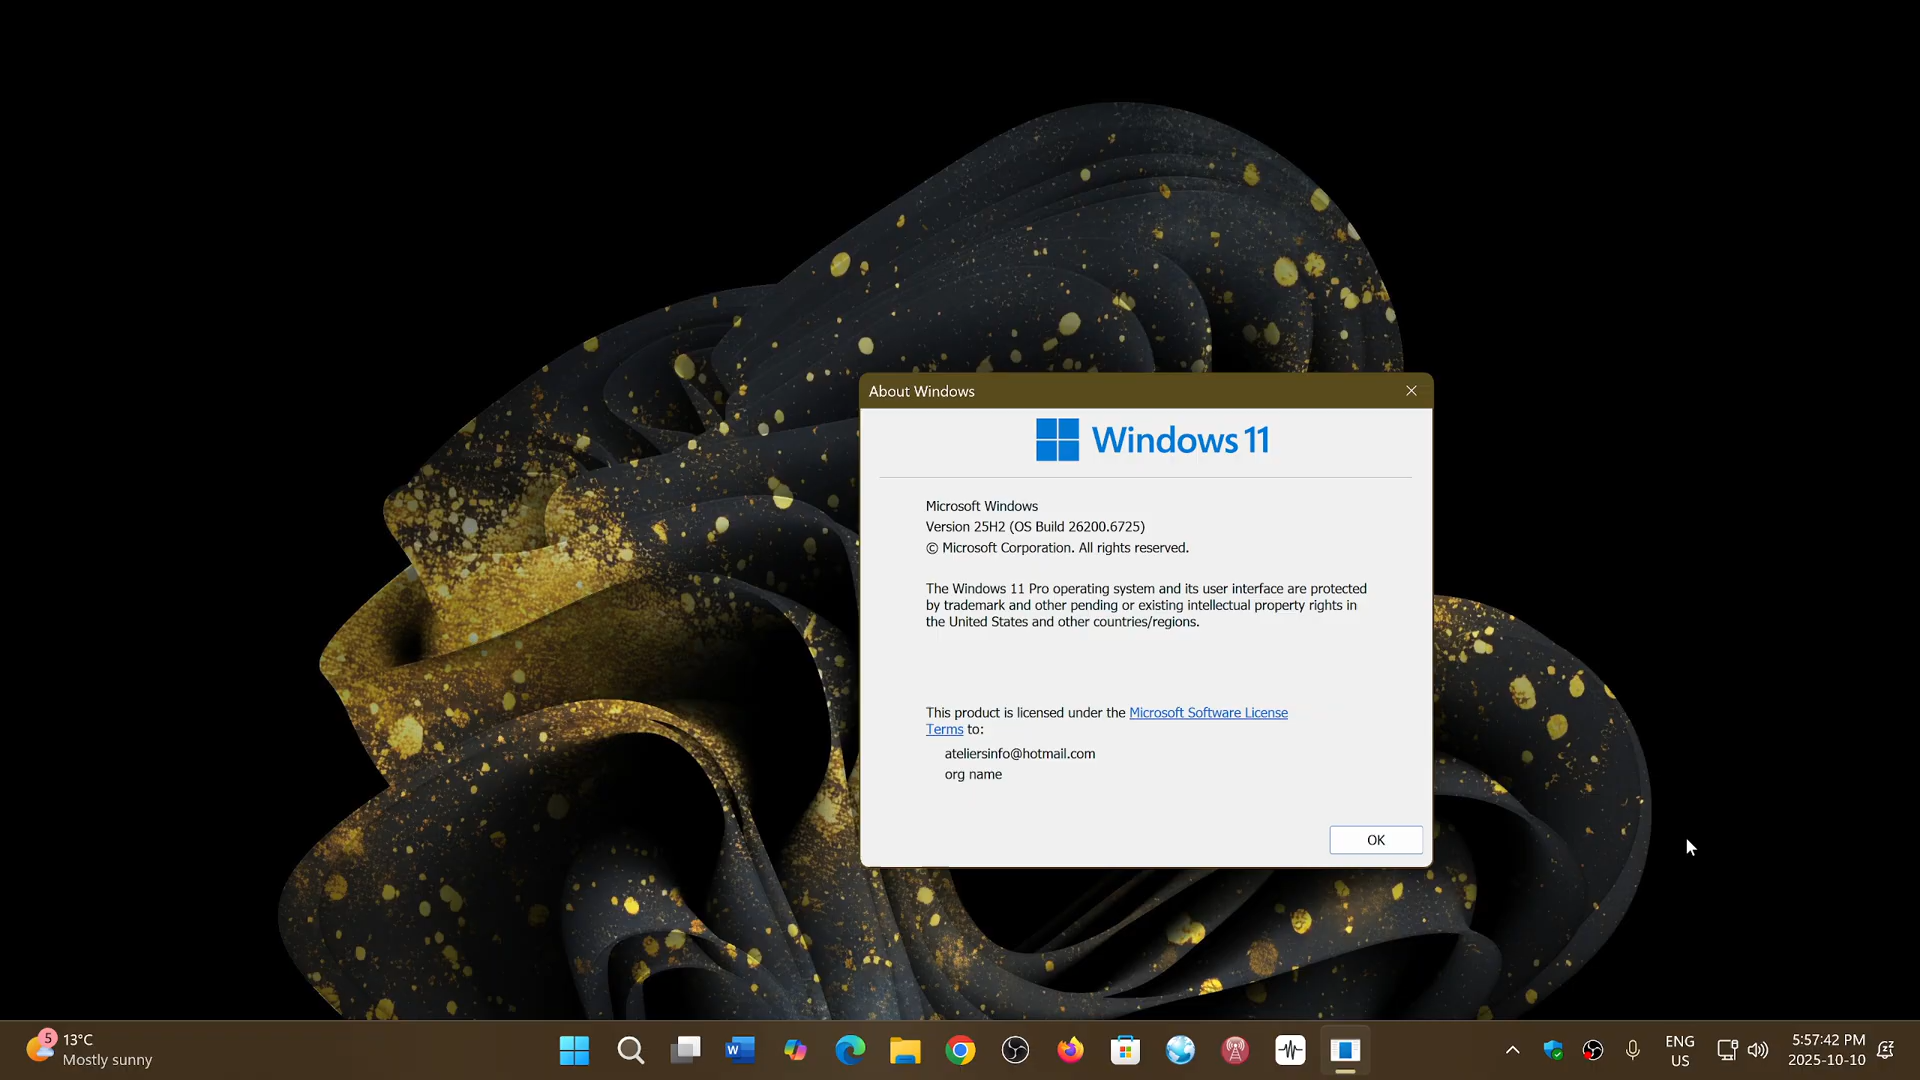 About Windows
Windows 11
Microsoft Windows
Version 25H2 (OS Build 26200.6725)
© Microsoft Corporation. All rights reserved.
The Windows 11 Pro operating system and its user interface are protected
by trademark and other pending or existing intellectual property rights in
the United States and other countries/regions.
This product is licensed under the Microsoft Software License
Terms to:
ateliersinfo@hotmail.com
org name
OK
5
13°C
Mostly sunny
W
ENG
US
5:57:42 PM
2025-10-10